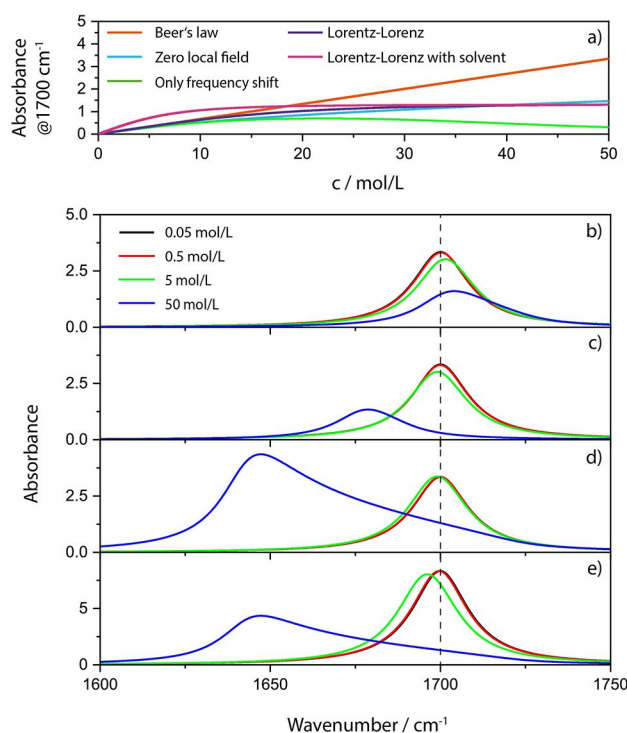 Absorbance
@1700 cm⁻¹
5
4
3
2
1
0
Beer's law
Zero local field
Only frequency shift
Lorentz-Lorenz
Lorentz-Lorenz with solvent
a)
0 10 20 30 40 50
c / mol/L
Absorbance
5.0
2.5
0.0
0.05 mol/L
0.5 mol/L
5 mol/L
50 mol/L
b)
2.5
0.0
c)
2.5
0.0
d)
5
0
e)
1600 1650 1700 1750
Wavenumber / cm⁻¹